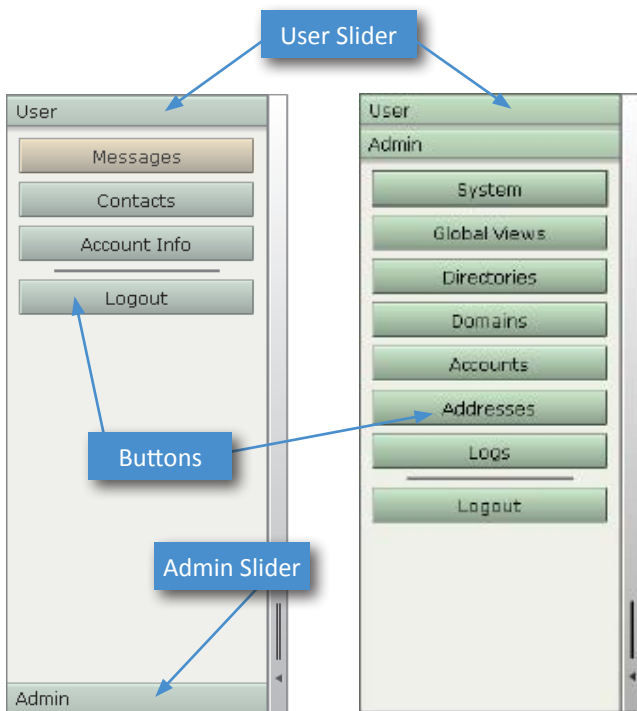 User Slider
User
Messages
Contacts
Account Info
Logout
Admin
User
Admin
System
Global Views
Directories
Domains
Accounts
Addresses
Logs
Logout
Buttons
Admin Slider